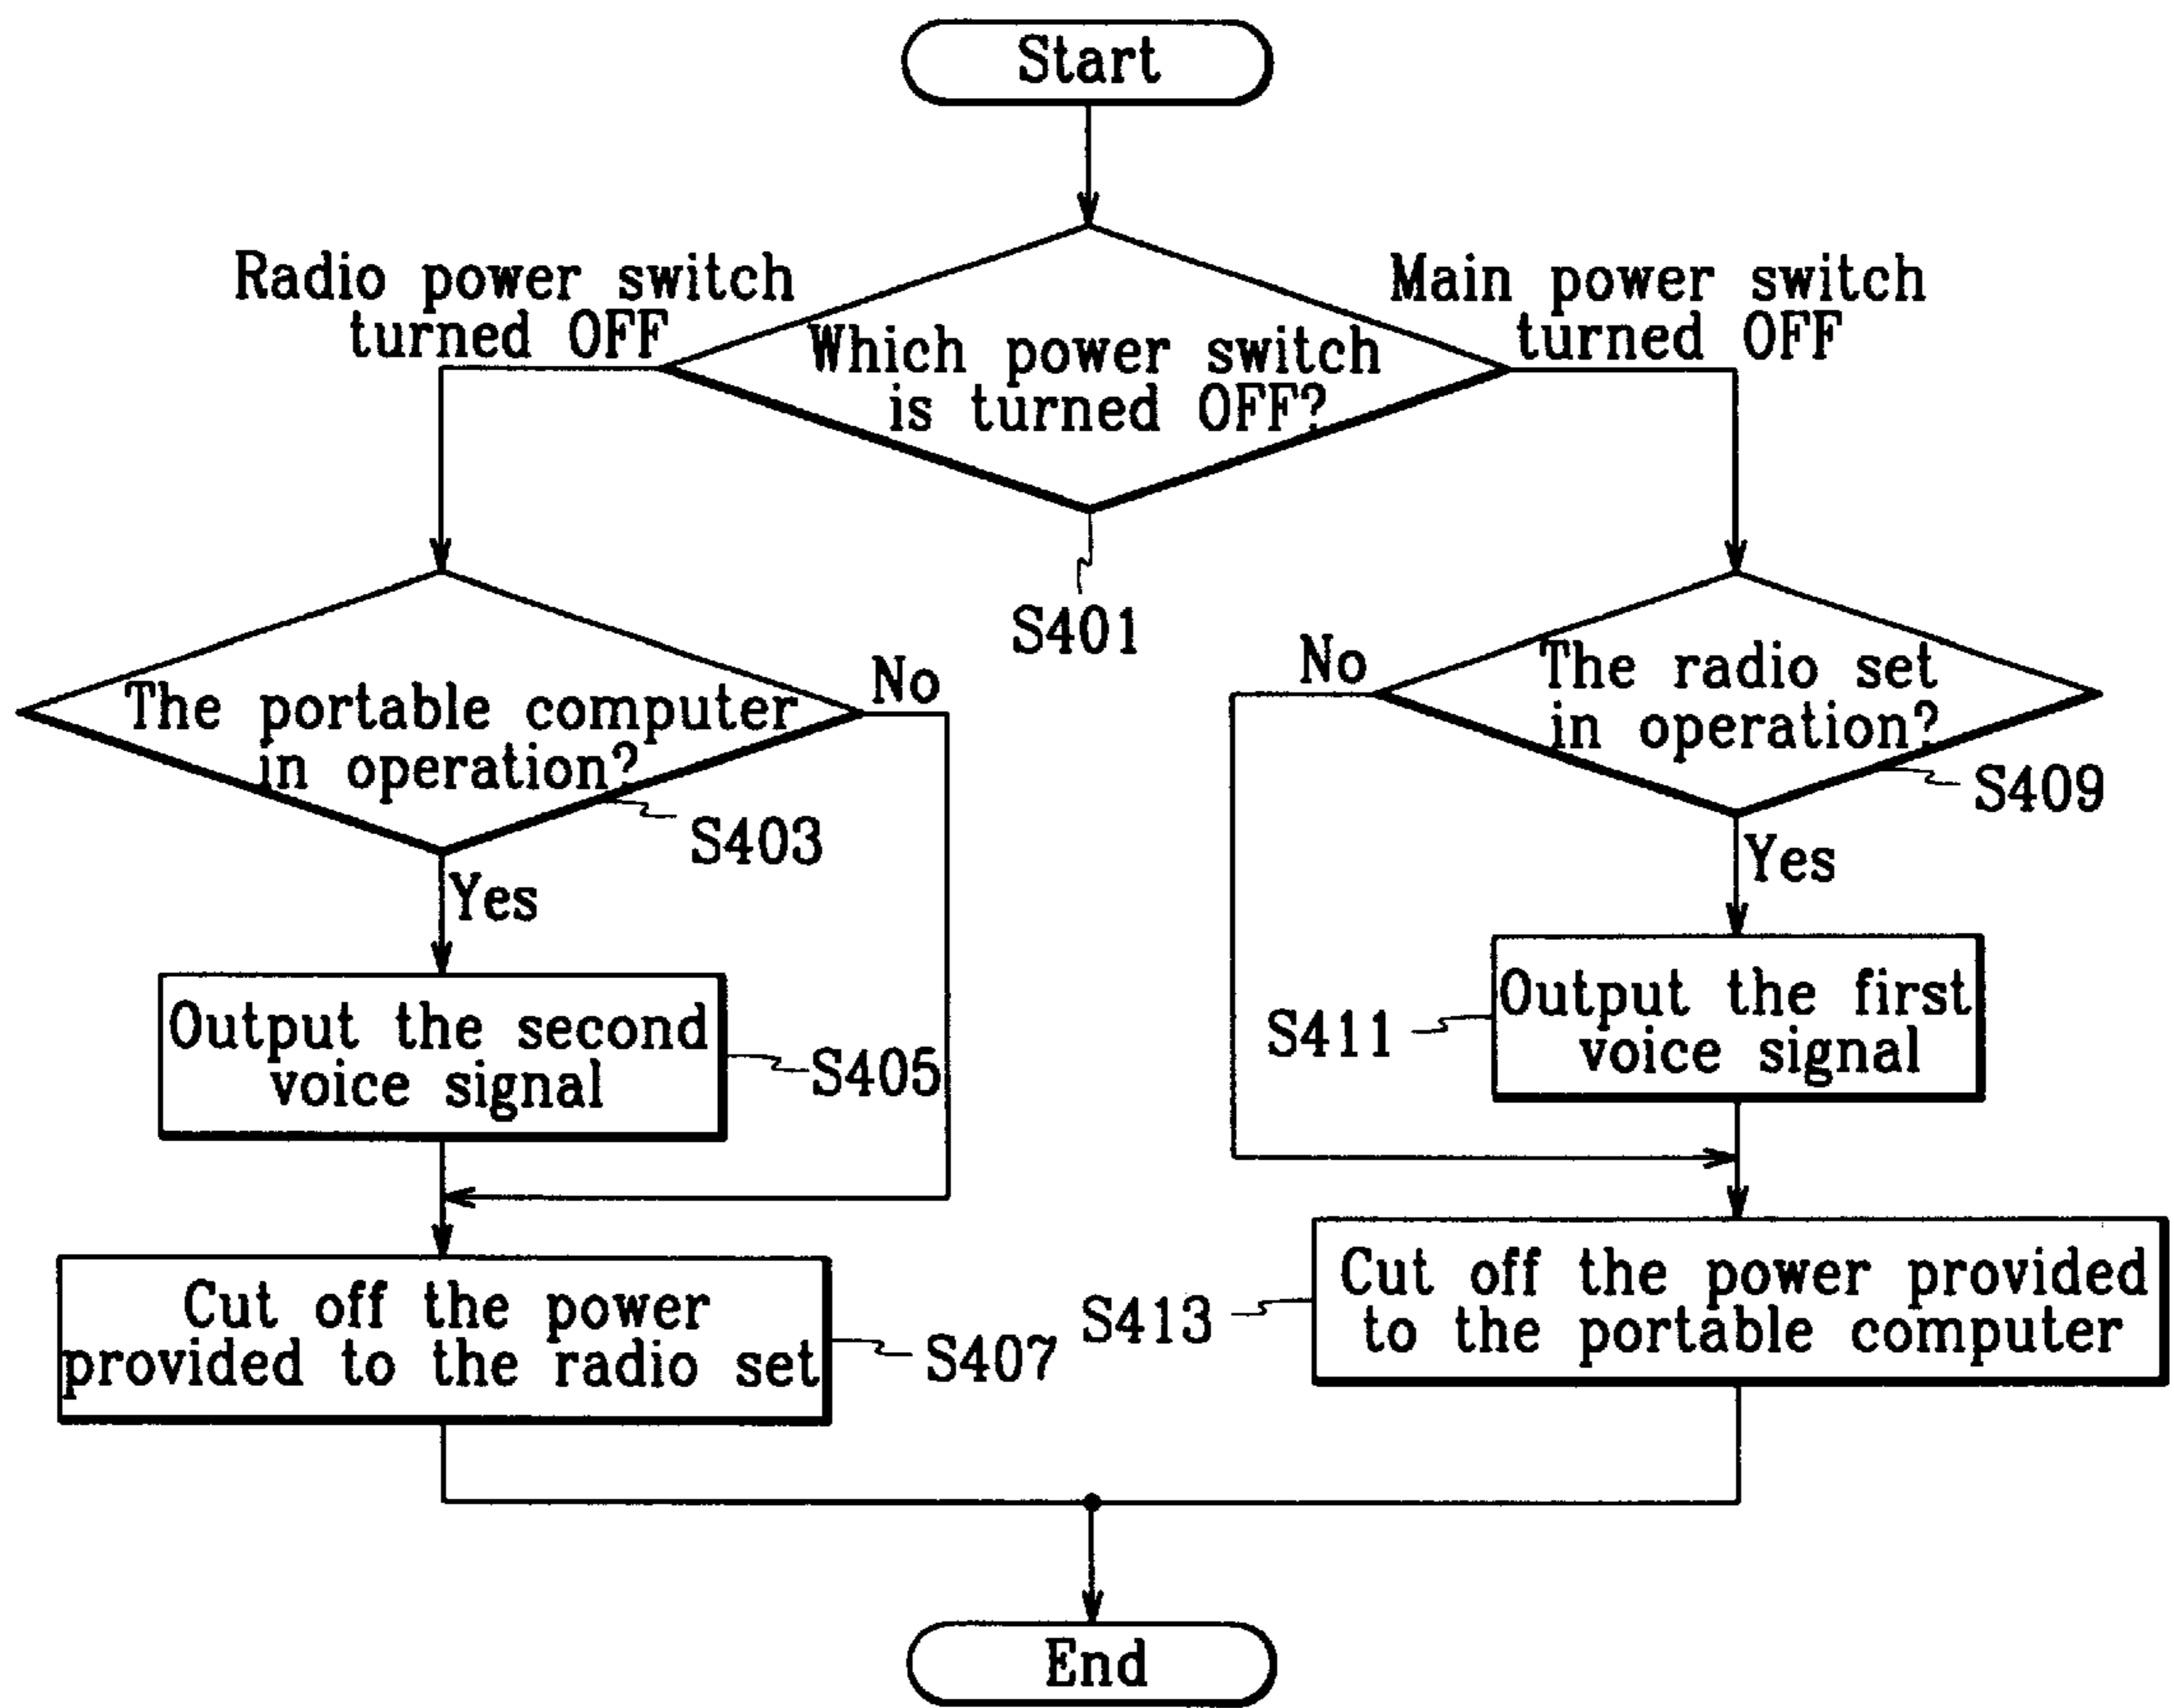 Start
Radio power switch
turned OFF
Main power switch
turned OFF
Which power switch
is turned OFF?
S401
The portable computer
in operation?
No
S403
Yes
No
The radio set
in operation?
S409
Yes
Output the second
voice signal
S405
S411
Output the first
voice signal
Cut off the power
provided to the radio set
S407
S413
Cut off the power provided
to the portable computer
End